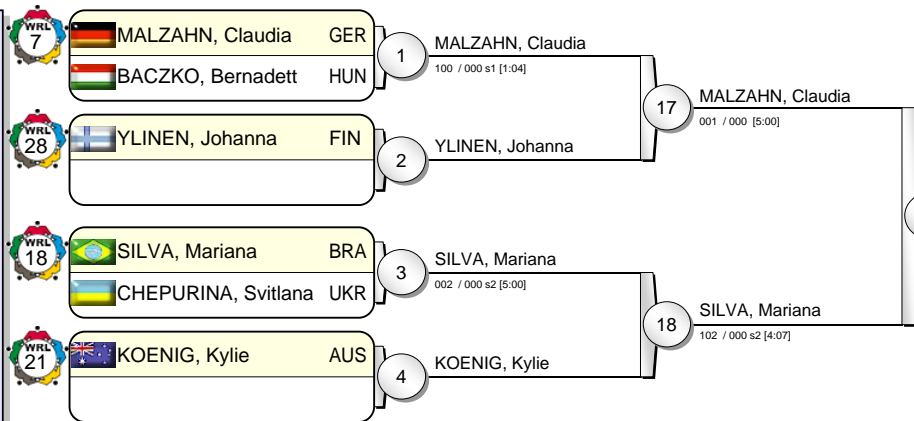 WRL
7
MALZAHN, Claudia GER
BACZKO, Bernadett HUN
1
MALZAHN, Claudia
100 / 000 s1 [1:04]
17
MALZAHN, Claudia
001 / 000 [5:00]
WRL
28
YLINEN, Johanna FIN
2
YLINEN, Johanna
WRL
18
SILVA, Mariana BRA
CHEPURINA, Svitlana UKR
3
SILVA, Mariana
002 / 000 s2 [5:00]
18
SILVA, Mariana
102 / 000 s2 [4:07]
WRL
21
KOENIG, Kylie AUS
4
KOENIG, Kylie